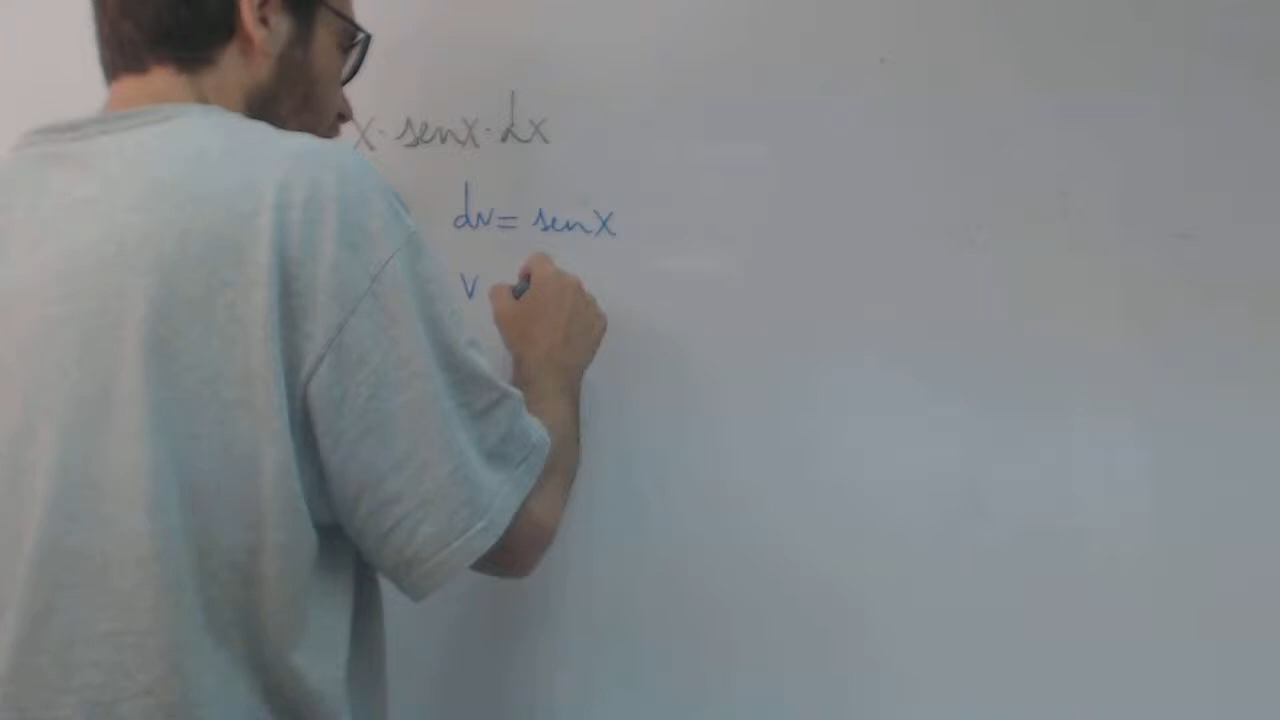 x · senx · dx
dv = senx
v